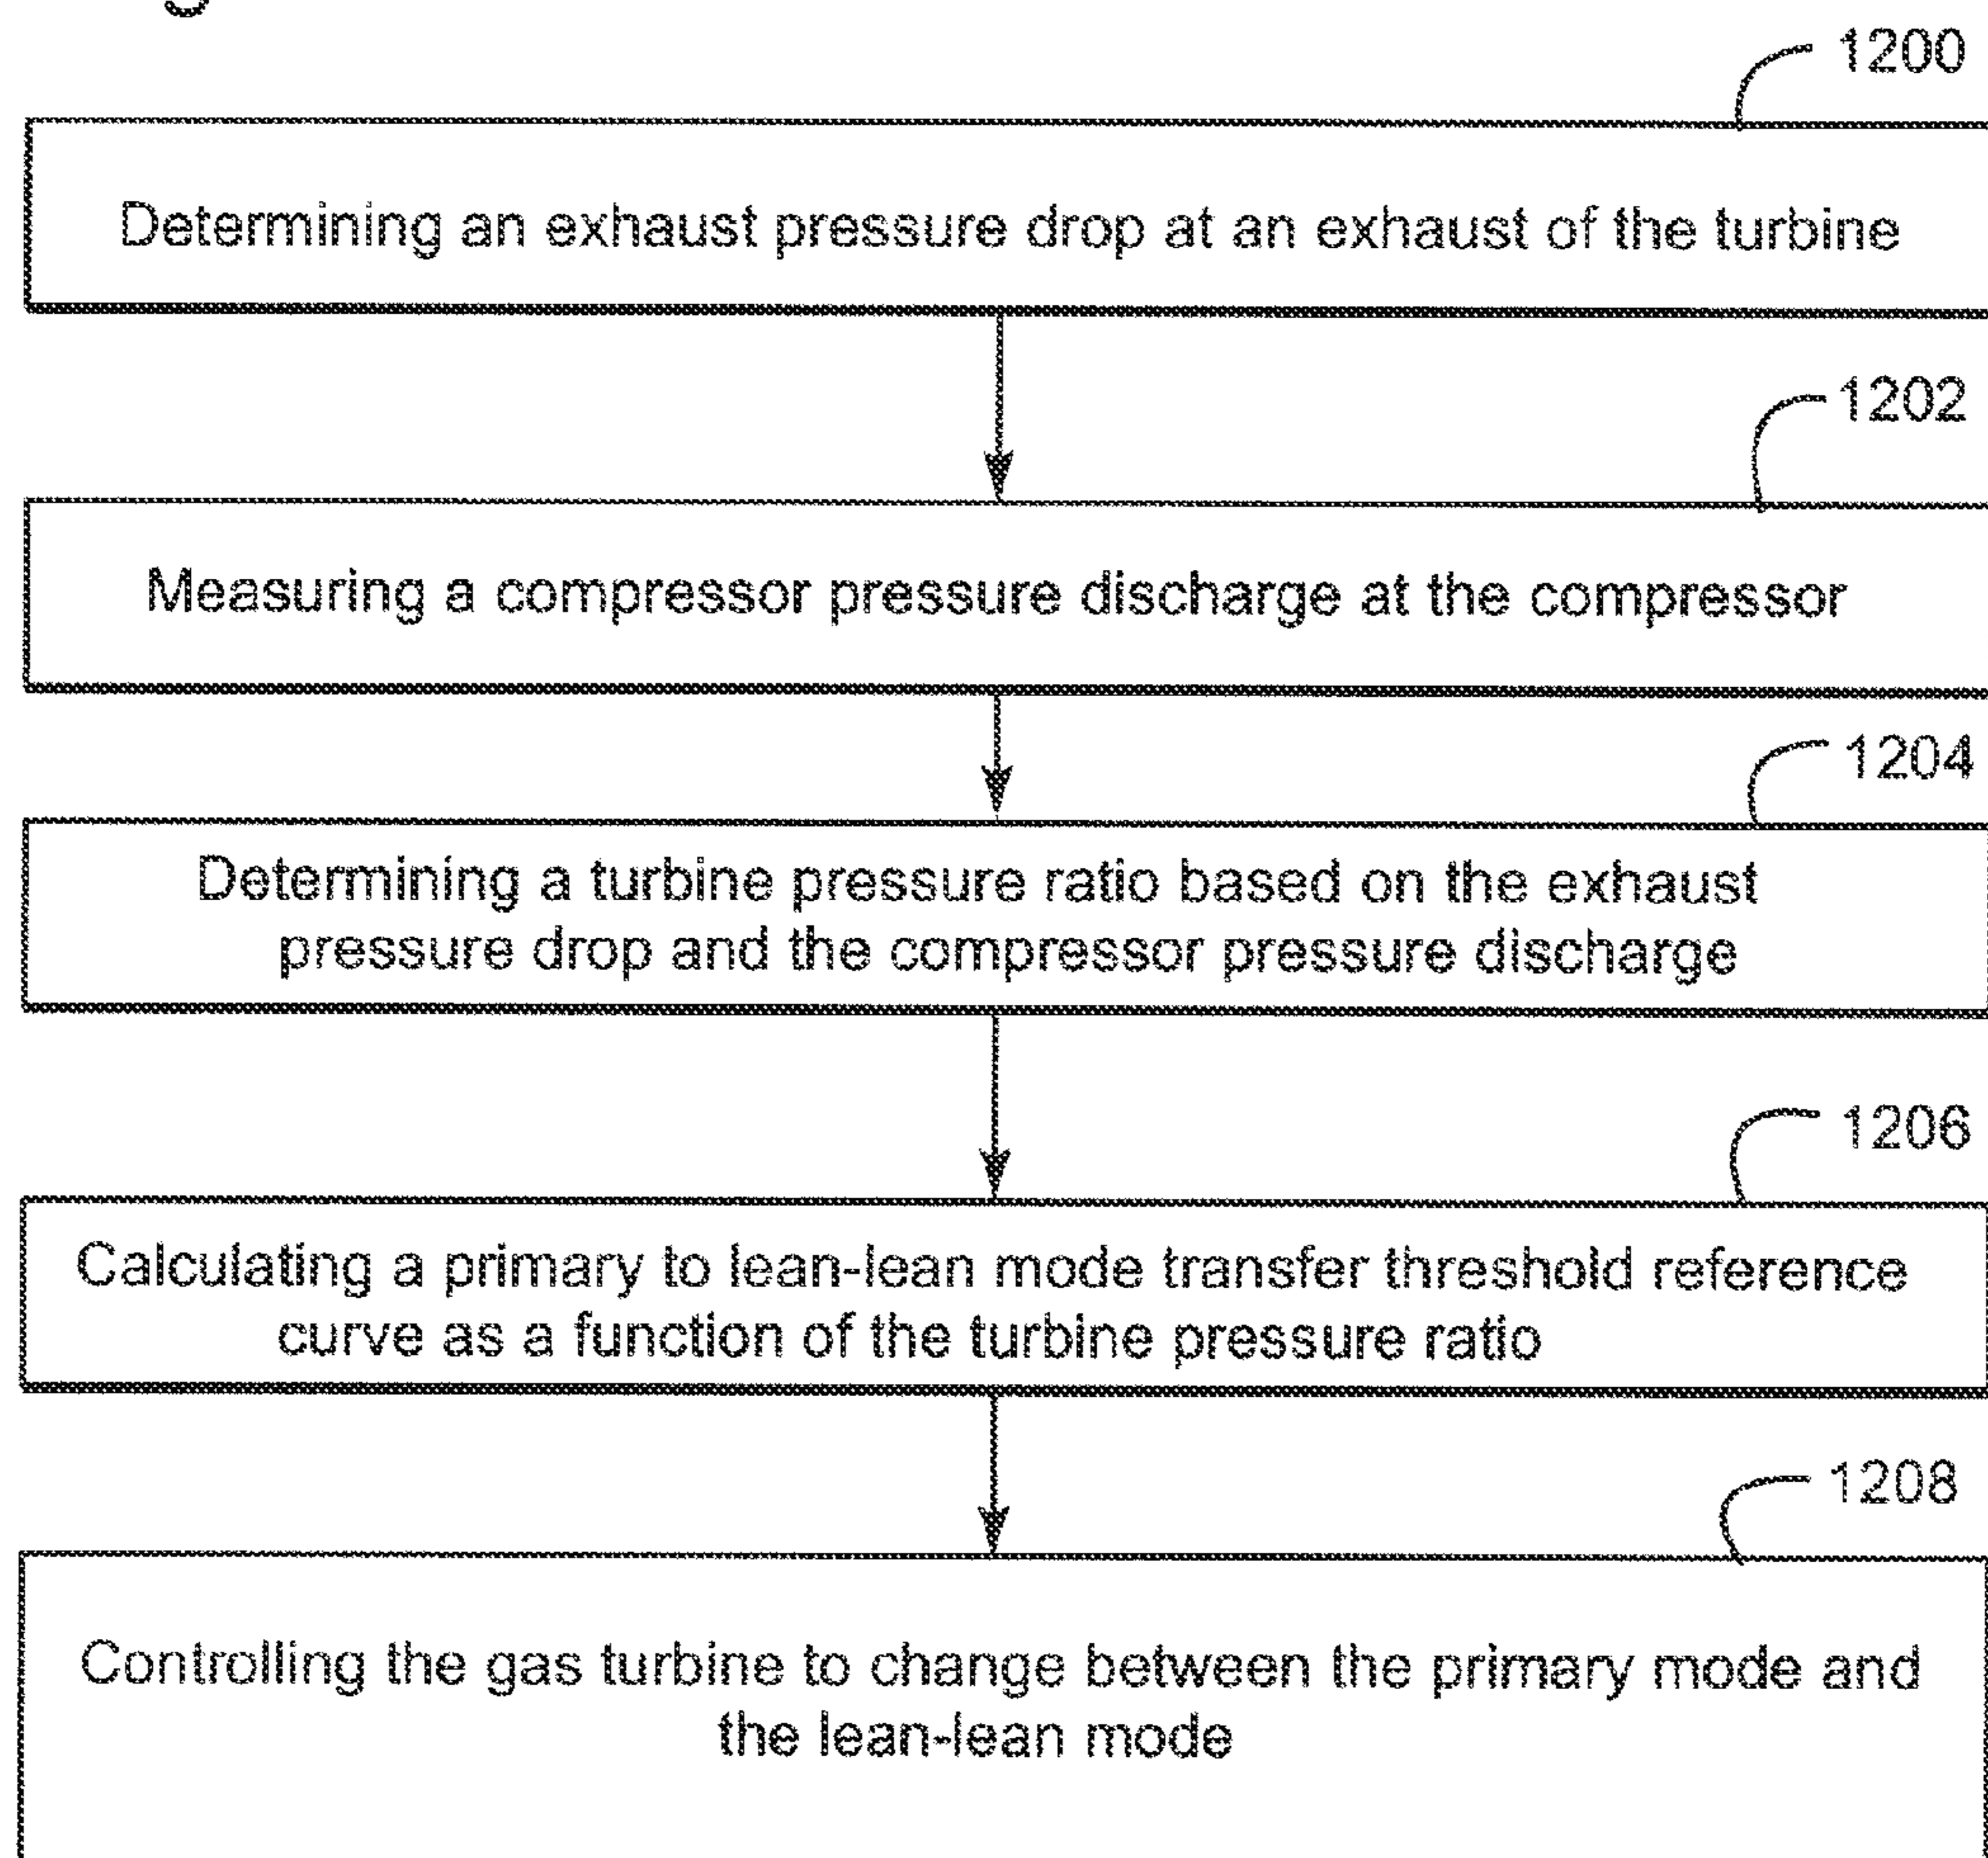 1200
Determining an exhaust pressure drop at an exhaust of the turbine
1202
Measuring a compressor pressure discharge at the compressor
1204
Determining a turbine pressure ratio based on the exhaust
pressure drop and the compressor pressure discharge
1206
Calculating a primary to lean-lean mode transfer threshold reference
curve as a function of the turbine pressure ratio
1208
Controlling the gas turbine to change between the primary mode and
the lean-lean mode